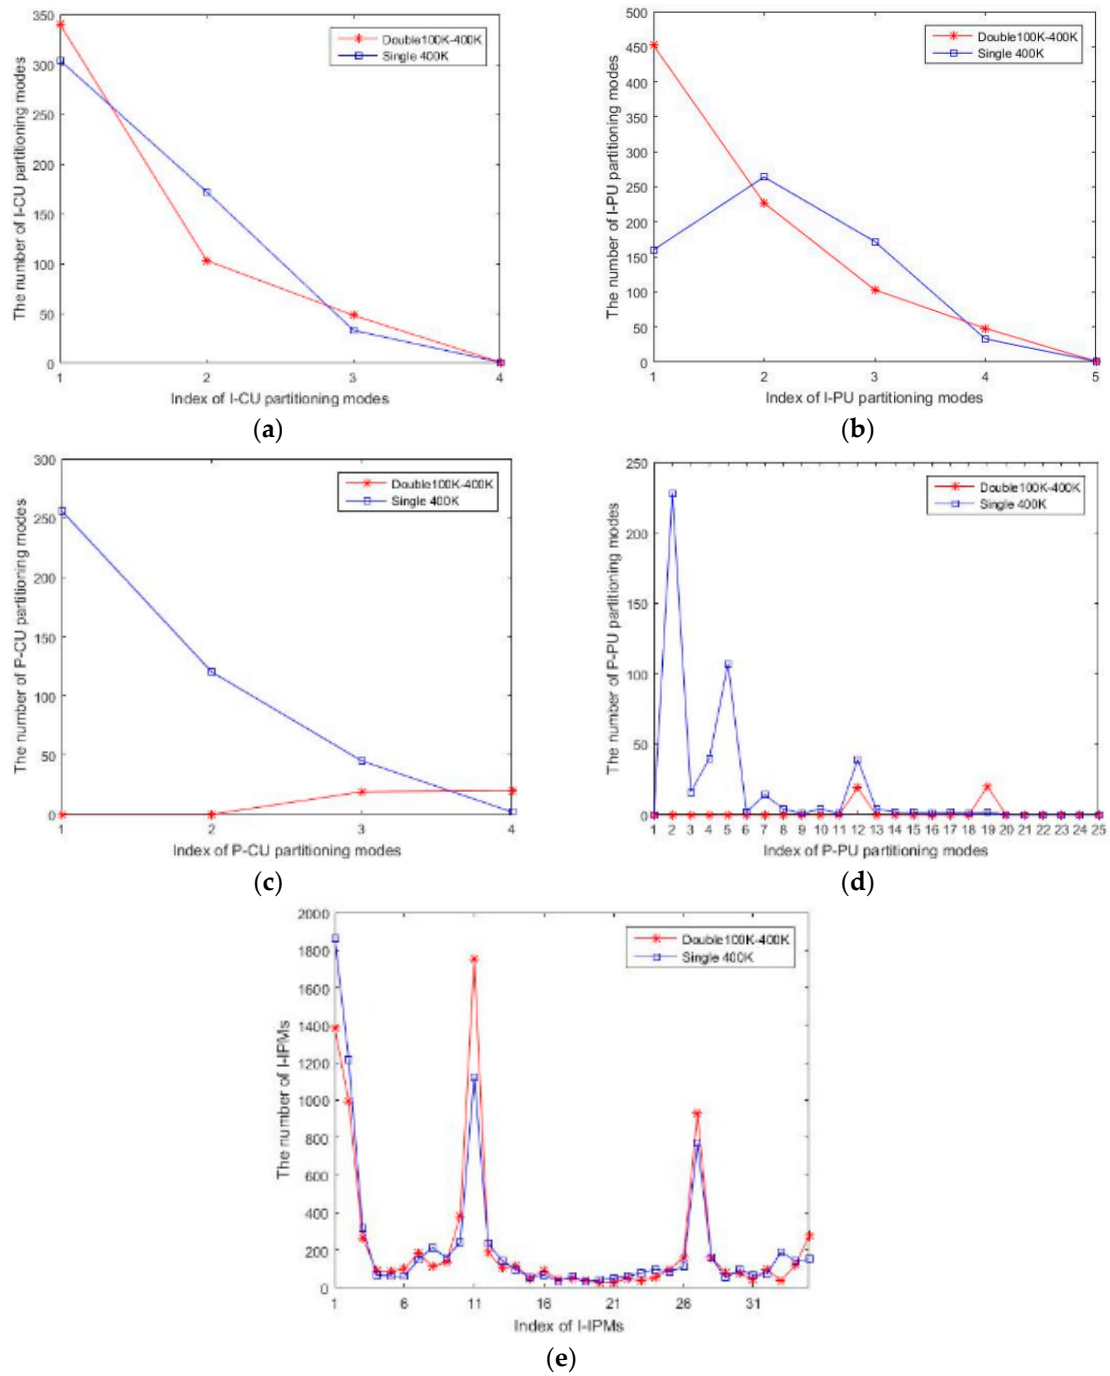 350
300
250
200
150
100
50
0
The number of I-CU partitioning modes
Double100K-400K
Single 400K
1 2 3 4
Index of I-CU partitioning modes
(a)
500
450
400
350
300
250
200
150
100
50
0
The number of I-PU partitioning modes
Double100K-400K
Single 400K
1 2 3 4 5
Index of I-PU partitioning modes
(b)
300
250
200
150
100
50
0
The number of P-CU partitioning modes
Double100K-400K
Single 400K
1 2 3 4
Index of P-CU partitioning modes
(c)
250
200
150
100
50
0
The number of P-PU partitioning modes
Double100K-400K
Single 400K
1 2 3 4 5 6 7 8 9 10 11 12 13 14 15 16 17 18 19 20 21 22 23 24 25
Index of P-PU partitioning modes
(d)
2000
1800
1600
1400
1200
1000
800
600
400
200
0
The number of I-IPMs
Double100K-400K
Single 400K
1 6 11 16 21 26 31
Index of I-IPMs
(e)